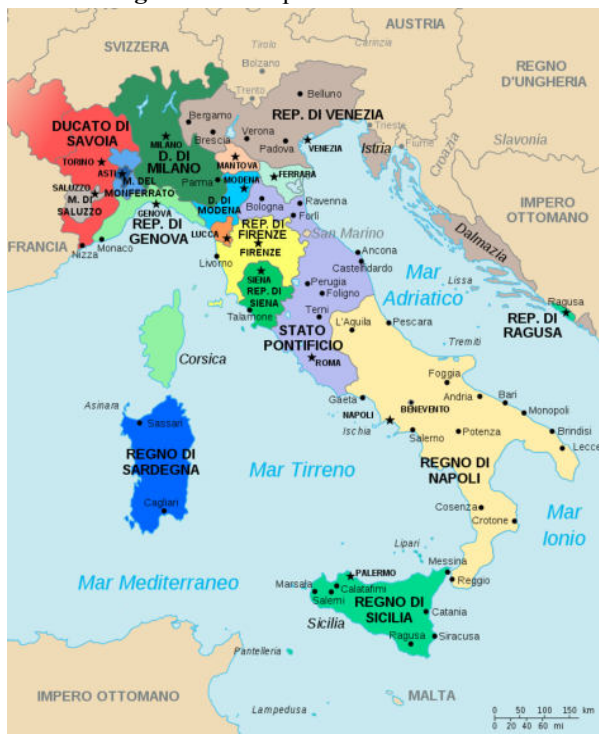 SVIZZERA
AUSTRIA
Tirolo
Bolzano
Carinzia
Trento
REGNO
D'UNGHERIA
Belluno
Bergamo
REP. DI VENEZIA
Brescia
Verona
Padova
VENEZIA
Trieste
Fiume
Istria
Croazia
Slavonia
DUCATO DI
SAVOIA
MILANO
D. DI
MILANO
TORINO
ASTI
M. DEL
MONFERRATO
SALUZZO
M. DI
SALUZZO
MANTOVA
FERRARA
Parma
MODENA
D. DI
MODENA
GENOVA
REP. DI
GENOVA
Bologna
Ravenna
Forlì
IMPERO
OTTOMANO
FRANCIA
Nizza
Monaco
LUCCA
REP. DI
FIRENZE
FIRENZE
San Marino
Livorno
Dalmazia
Ancona
Castelfidardo
Mar
Adriatico
Lissa
SIENA
REP. DI
SIENA
Perugia
Foligno
Terni
Talamone
STATO
PONTIFICIO
ROMA
L'Aquila
Pescara
Tremiti
Ragusa
REP. DI
RAGUSA
Corsica
Asinara
Sassari
REGNO DI
SARDEGNA
Cagliari
Foggia
Gaeta
NAPOLI
BENEVENTO
Andria
Bari
Monopoli
Ischia
Salerno
Potenza
Brindisi
Lecce
REGNO DI
NAPOLI
Mar Tirreno
Cosenza
Crotone
Mar
Ionio
Lipari
Mar Mediterraneo
PALERMO
Messina
Reggio
Marsala
Calatafimi
Salemi
REGNO DI
SICILIA
Sicilia
Catania
Ragusa
Siracusa
Pantelleria
IMPERO OTTOMANO
MALTA
Lampedusa
0 50 100 150 km
0 20 40 60 mi